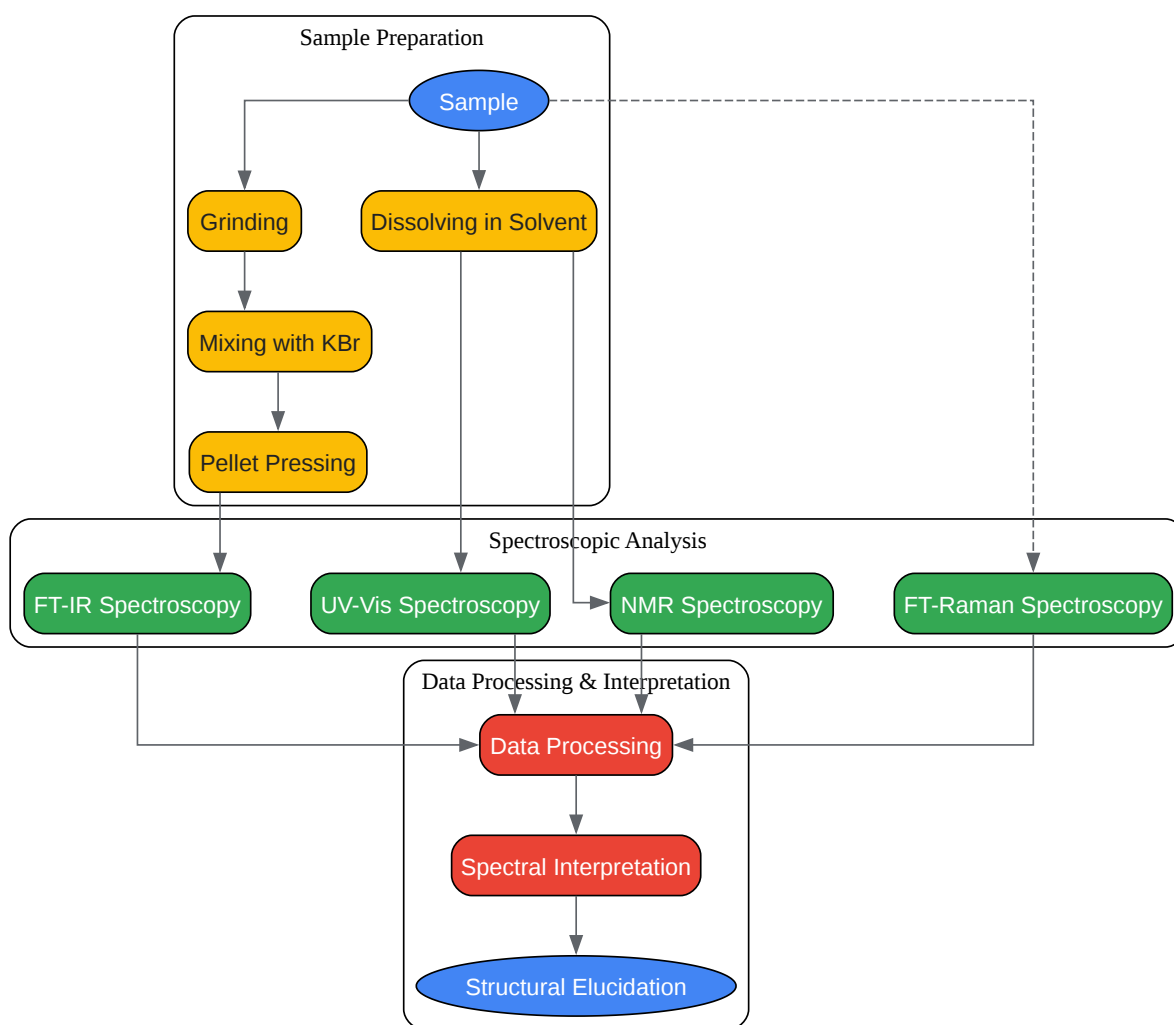 Sample Preparation
Sample
Grinding
Dissolving in Solvent
Mixing with KBr
Pellet Pressing
Spectroscopic Analysis
FT-IR Spectroscopy
UV-Vis Spectroscopy
NMR Spectroscopy
FT-Raman Spectroscopy
Data Processing & Interpretation
Data Processing
Spectral Interpretation
Structural Elucidation